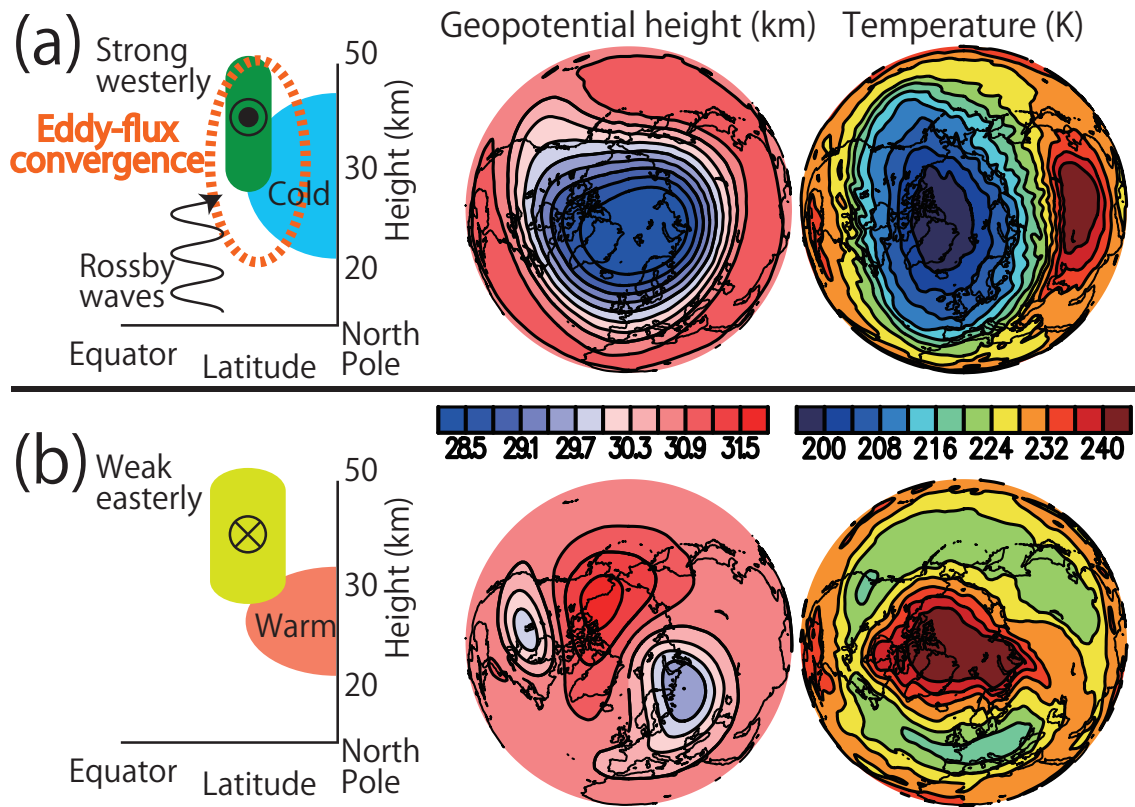 (a)
Strong
westerly
Eddy-flux
convergence
Rossby
waves
Cold
50
30
20
Height (km)
Equator
Latitude
North
Pole
Geopotential height (km)
Temperature (K)
28.5 29.1 29.7 30.3 30.9 31.5
200 208 216 224 232 240
(b)
Weak
easterly
Warm
50
30
20
Height (km)
Equator
Latitude
North
Pole